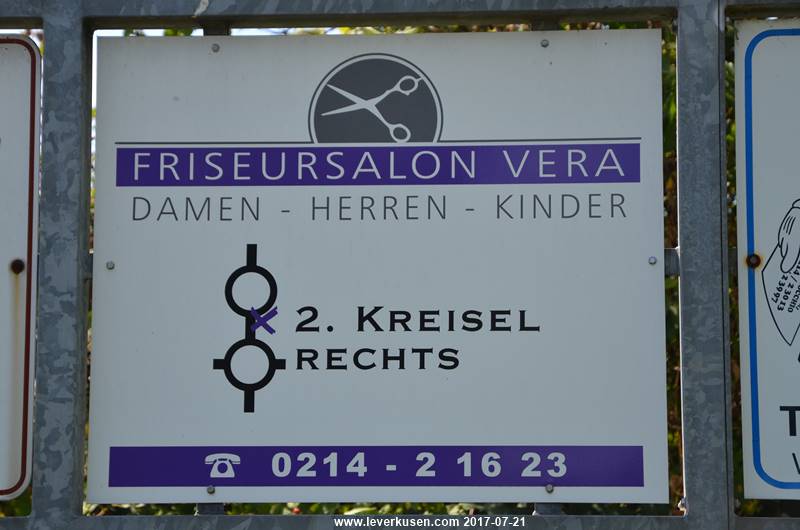 FRISEURSALON VERA
DAMEN - HERREN - KINDER
2. KREISEL
RECHTS
☎ 0214 - 2 16 23
www.leverkusen.com 2017-07-21